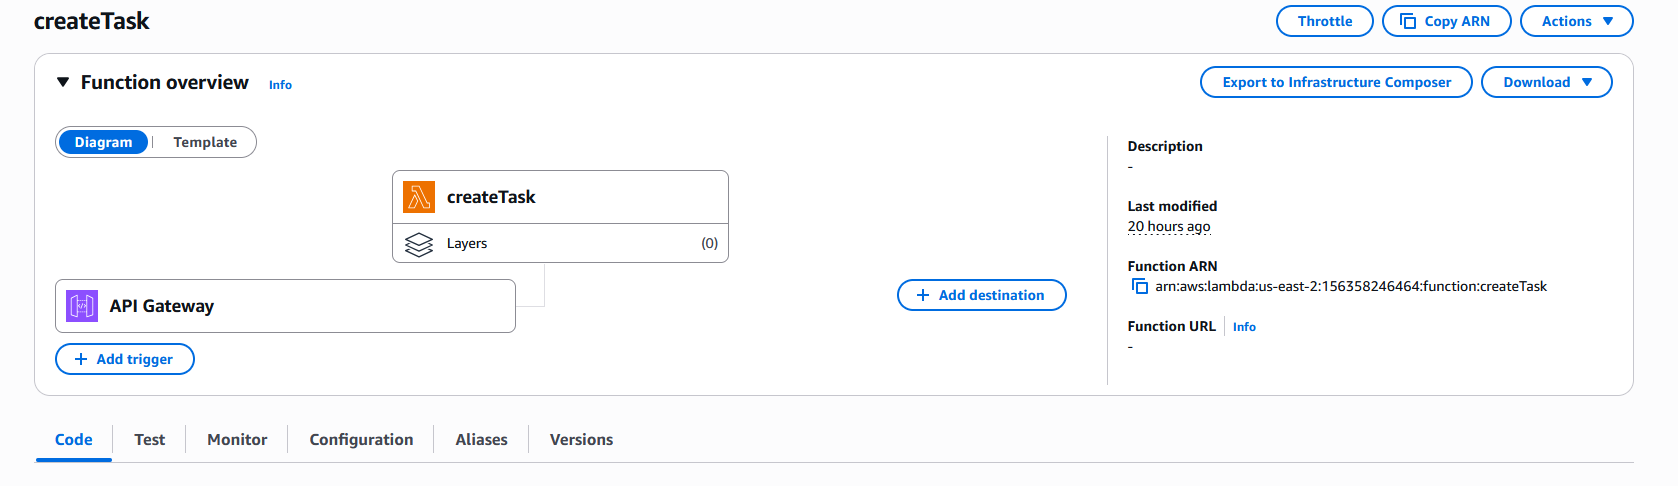 createTask
Throttle
Copy ARN
Actions
Function overview
Info
Export to Infrastructure Composer
Download
Diagram
Template
createTask
Layers
(0)
API Gateway
+ Add destination
+ Add trigger
Description
-
Last modified
20 hours ago
Function ARN
arn:aws:lambda:us-east-2:156358246464:function:createTask
Function URL
Info
-
Code
Test
Monitor
Configuration
Aliases
Versions